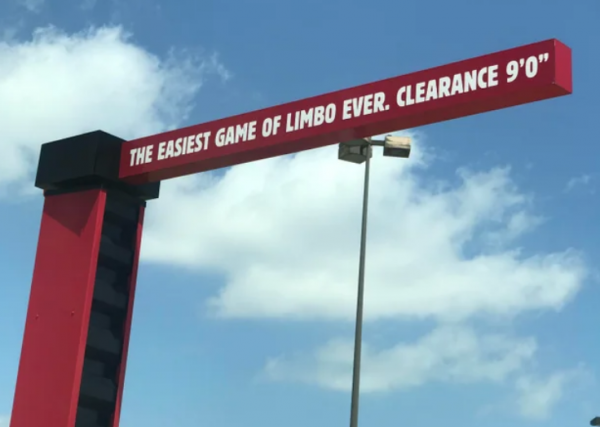 THE EASIEST GAME OF LIMBO EVER. CLEARANCE 9'0"